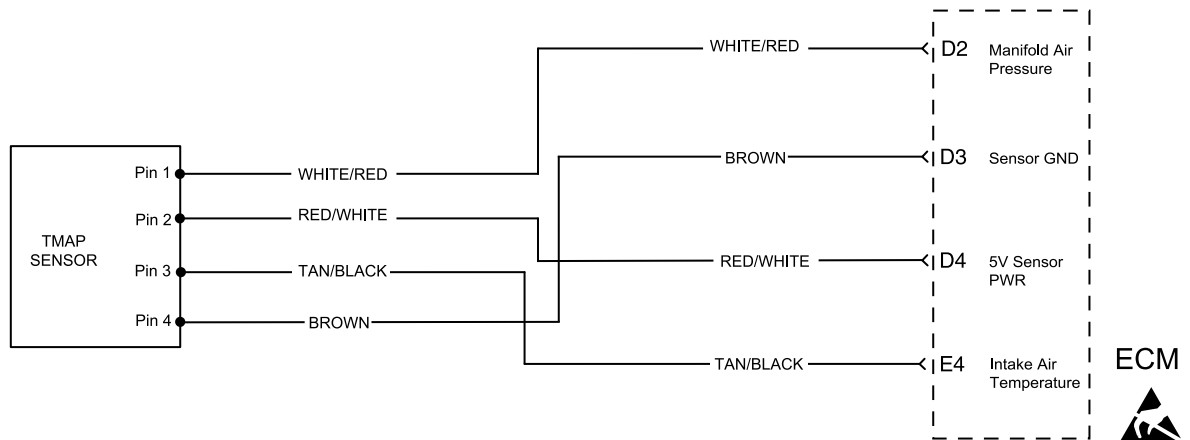 WHITE/RED
D2
Manifold Air
Pressure
BROWN
D3
Sensor GND
Pin 1
WHITE/RED
Pin 2
RED/WHITE
TMAP
SENSOR
Pin 3
TAN/BLACK
RED/WHITE
D4
5V Sensor
PWR
Pin 4
BROWN
TAN/BLACK
E4
Intake Air
Temperature
ECM